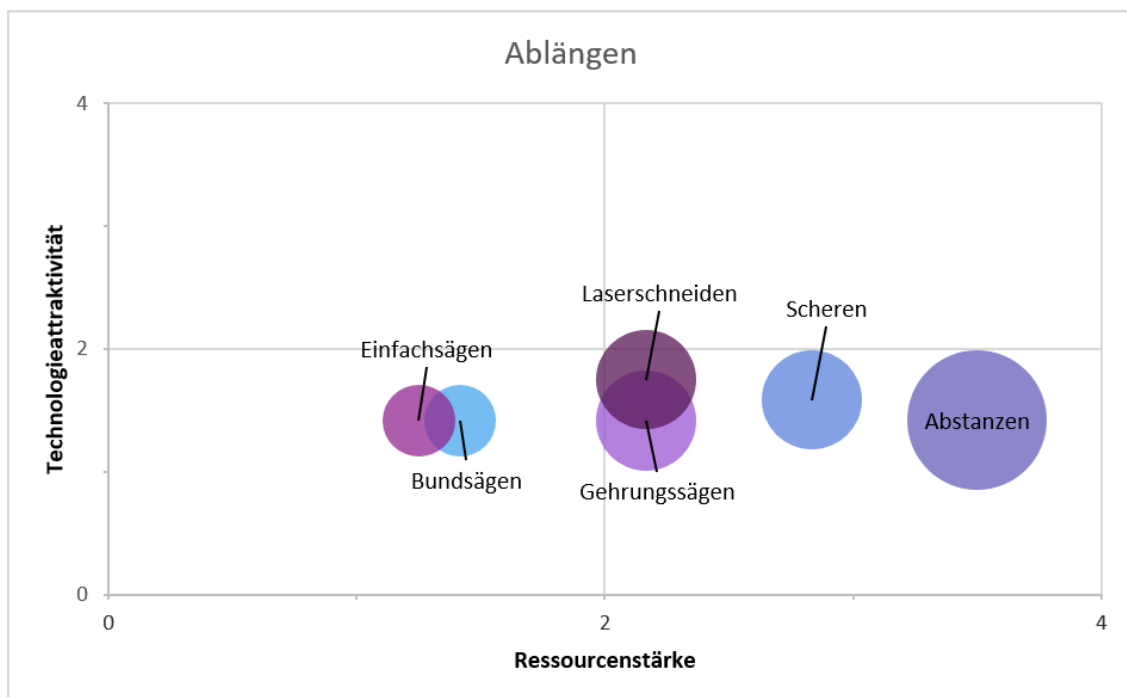 Ablängen
4
Technologieattraktivität
Laserschneiden
Scheren
2
Einfachsägen
Abstanzen
Bundsägen
Gehrungssägen
0
0
2
4
Ressourcenstärke